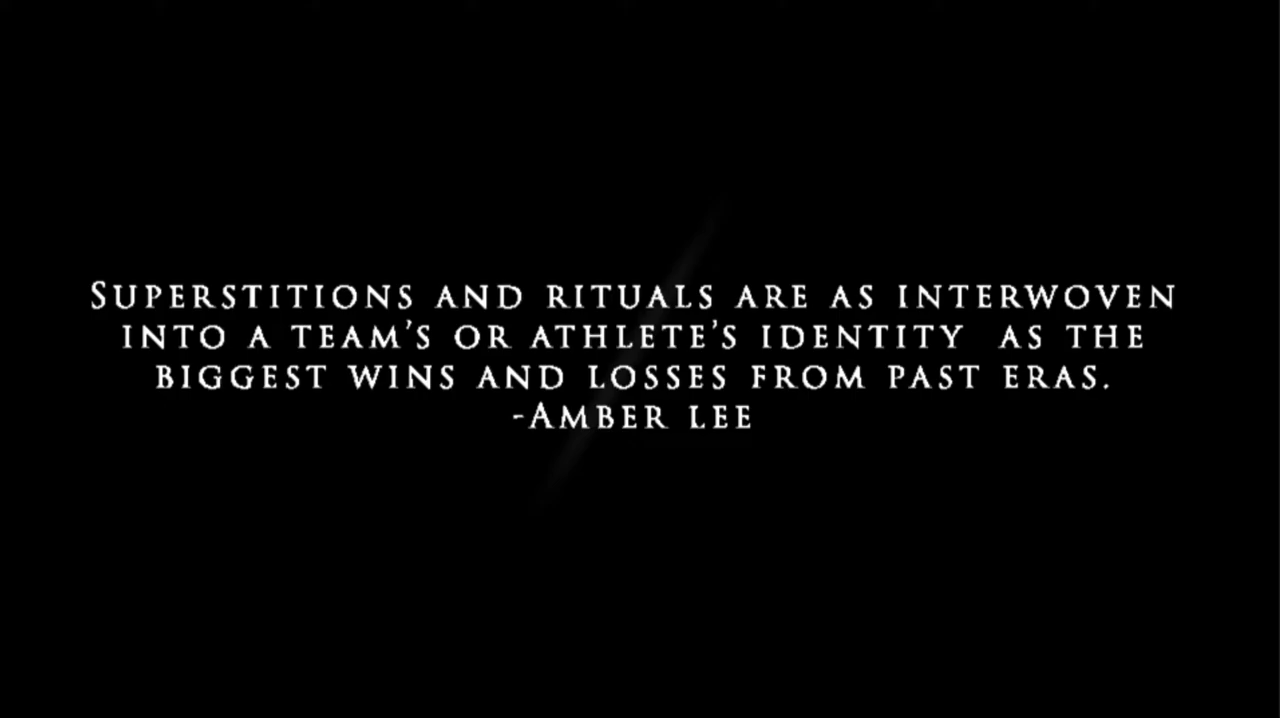 Superstitions and rituals are as interwoven
into a team's or athlete's identity  as the
biggest wins and losses from past eras.
-Amber lee